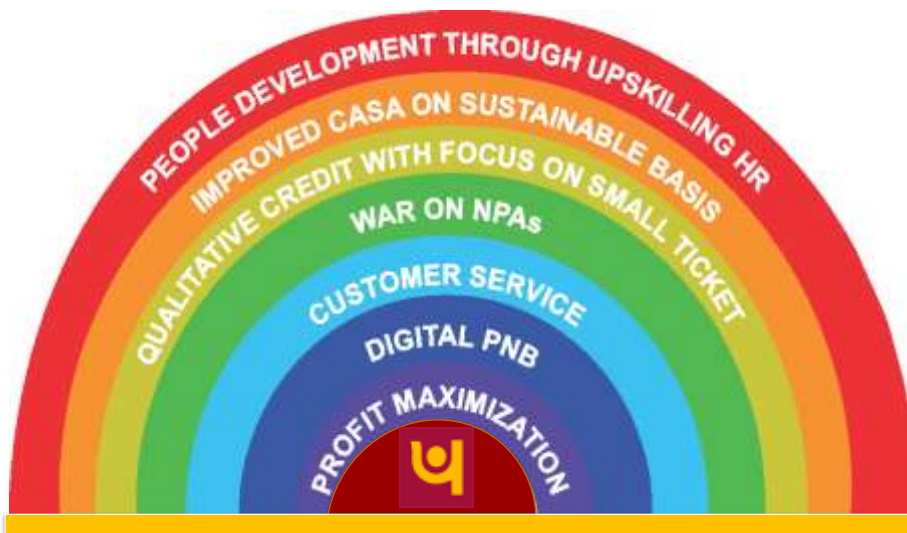 PEOPLE DEVELOPMENT THROUGH UPSKILLING HR
IMPROVED CASA ON SUSTAINABLE BASIS
QUALITATIVE CREDIT WITH FOCUS ON SMALL TICKET
WAR ON NPAs
CUSTOMER SERVICE
DIGITAL PNB
PROFIT MAXIMIZATION